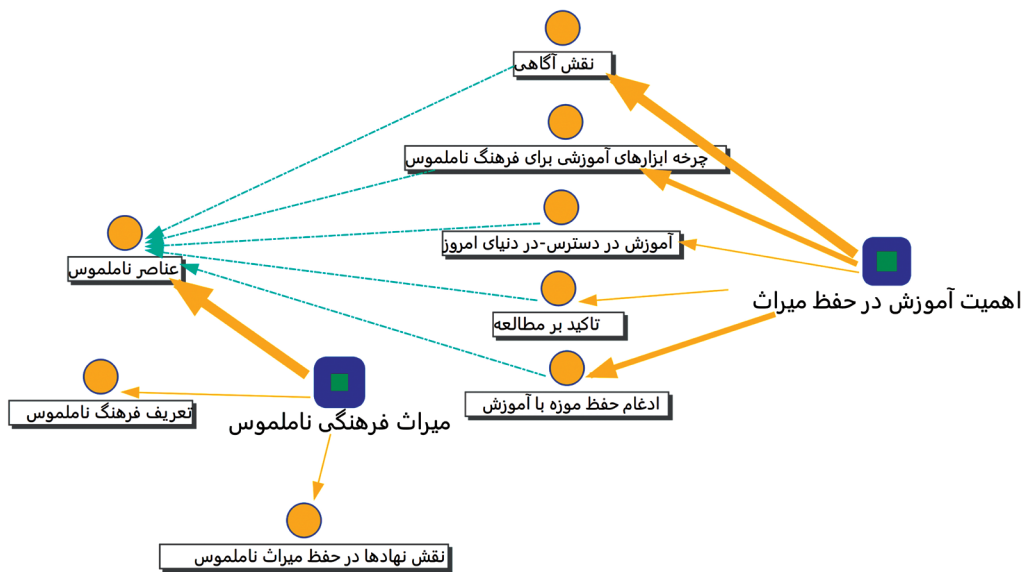 نقش آگاهی
چرخه ابزارهای آموزشی برای فرهنگ ناملموس
آموزش در دسترس-در دنیای امروز
عناصر ناملموس
اهمیت آموزش در حفظ میراث
تاکید بر مطالعه
ادغام حفظ موزه با آموزش
تعریف فرهنگ ناملموس
میراث فرهنگی ناملموس
نقش نهادها در حفظ میراث ناملموس